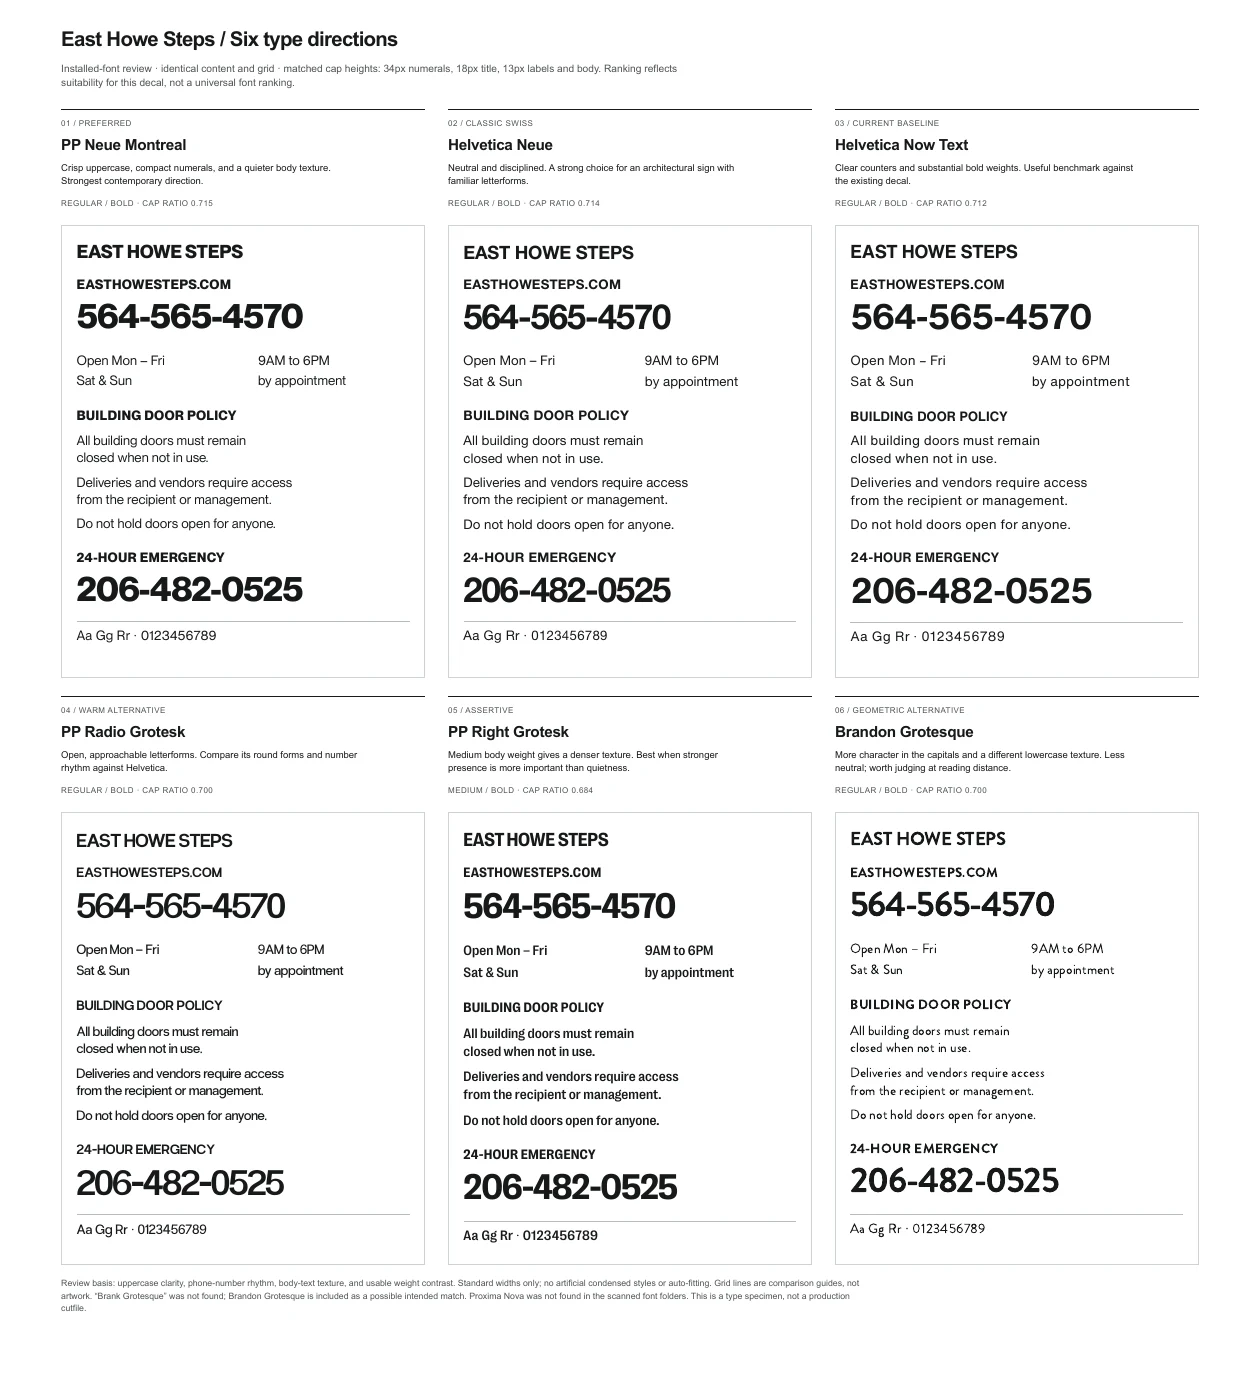 East Howe Steps / Six type directions
Installed-font review · identical content and grid · matched cap heights: 34px numerals, 18px title, 13px labels and body. Ranking reflects
suitability for this decal, not a universal font ranking.
01 / PREFERRED
PP Neue Montreal
Crisp uppercase, compact numerals, and a quieter body texture.
Strongest contemporary direction.
REGULAR / BOLD · CAP RATIO 0.715
EAST HOWE STEPS
EASTHOWESTEPS.COM
564-565-4570
Open Mon – Fri 9AM to 6PM
Sat & Sun by appointment
BUILDING DOOR POLICY
All building doors must remain
closed when not in use.
Deliveries and vendors require access
from the recipient or management.
Do not hold doors open for anyone.
24-HOUR EMERGENCY
206-482-0525
Aa Gg Rr · 0123456789
02 / CLASSIC SWISS
Helvetica Neue
Neutral and disciplined. A strong choice for an architectural sign with
familiar letterforms.
REGULAR / BOLD · CAP RATIO 0.714
EAST HOWE STEPS
EASTHOWESTEPS.COM
564-565-4570
Open Mon – Fri 9AM to 6PM
Sat & Sun by appointment
BUILDING DOOR POLICY
All building doors must remain
closed when not in use.
Deliveries and vendors require access
from the recipient or management.
Do not hold doors open for anyone.
24-HOUR EMERGENCY
206-482-0525
Aa Gg Rr · 0123456789
03 / CURRENT BASELINE
Helvetica Now Text
Clear counters and substantial bold weights. Useful benchmark against
the existing decal.
REGULAR / BOLD · CAP RATIO 0.712
EAST HOWE STEPS
EASTHOWESTEPS.COM
564-565-4570
Open Mon – Fri 9AM to 6PM
Sat & Sun by appointment
BUILDING DOOR POLICY
All building doors must remain
closed when not in use.
Deliveries and vendors require access
from the recipient or management.
Do not hold doors open for anyone.
24-HOUR EMERGENCY
206-482-0525
Aa Gg Rr · 0123456789
04 / WARM ALTERNATIVE
PP Radio Grotesk
Open, approachable letterforms. Compare its round forms and number
rhythm against Helvetica.
REGULAR / BOLD · CAP RATIO 0.700
EAST HOWE STEPS
EASTHOWESTEPS.COM
564-565-4570
Open Mon – Fri 9AM to 6PM
Sat & Sun by appointment
BUILDING DOOR POLICY
All building doors must remain
closed when not in use.
Deliveries and vendors require access
from the recipient or management.
Do not hold doors open for anyone.
24-HOUR EMERGENCY
206-482-0525
Aa Gg Rr · 0123456789
05 / ASSERTIVE
PP Right Grotesk
Medium body weight gives a denser texture. Best when stronger
presence is more important than quietness.
MEDIUM / BOLD · CAP RATIO 0.684
EAST HOWE STEPS
EASTHOWESTEPS.COM
564-565-4570
Open Mon – Fri 9AM to 6PM
Sat & Sun by appointment
BUILDING DOOR POLICY
All building doors must remain
closed when not in use.
Deliveries and vendors require access
from the recipient or management.
Do not hold doors open for anyone.
24-HOUR EMERGENCY
206-482-0525
Aa Gg Rr · 0123456789
06 / GEOMETRIC ALTERNATIVE
Brandon Grotesque
More character in the capitals and a different lowercase texture. Less
neutral; worth judging at reading distance.
REGULAR / BOLD · CAP RATIO 0.700
EAST HOWE STEPS
EASTHOWESTEPS.COM
564-565-4570
Open Mon – Fri 9AM to 6PM
Sat & Sun by appointment
BUILDING DOOR POLICY
All building doors must remain
closed when not in use.
Deliveries and vendors require access
from the recipient or management.
Do not hold doors open for anyone.
24-HOUR EMERGENCY
206-482-0525
Aa Gg Rr · 0123456789
Review basis: uppercase clarity, phone-number rhythm, body-text texture, and usable weight contrast. Standard widths only; no artificial condensed styles or auto-fitting. Grid lines are comparison guides, not
artwork. “Brank Grotesque” was not found; Brandon Grotesque is included as a possible intended match. Proxima Nova was not found in the scanned font folders. This is a type specimen, not a production
cutfile.